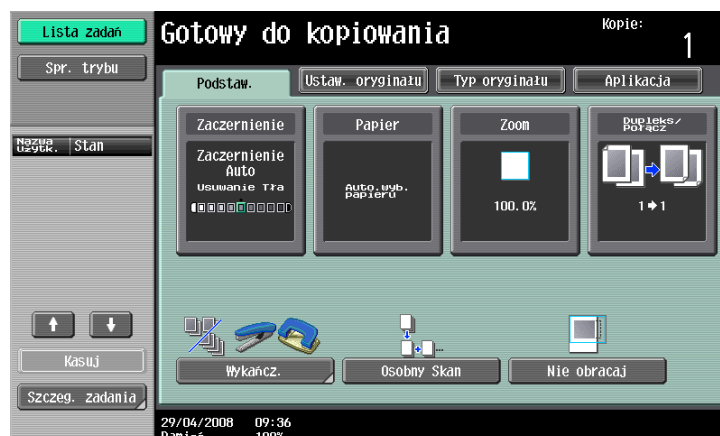 Lista zadań
Spr. trybu
Nazwa użytk.
Stan
Kasuj
Szczeg. zadania
Gotowy do kopiowania
Kopie:
1
Podstaw.
Ustaw. oryginału
Typ oryginału
Aplikacja
Zaczernienie
Zaczernienie
Auto
Usuwanie Tła
Papier
Auto.wyb.
papieru
Zoom
100.0%
Dupleks/
Połącz
1➔1
Wykańcz.
Osobny Skan
Nie obracaj
29/04/2008 09:36
Pamięć 100%